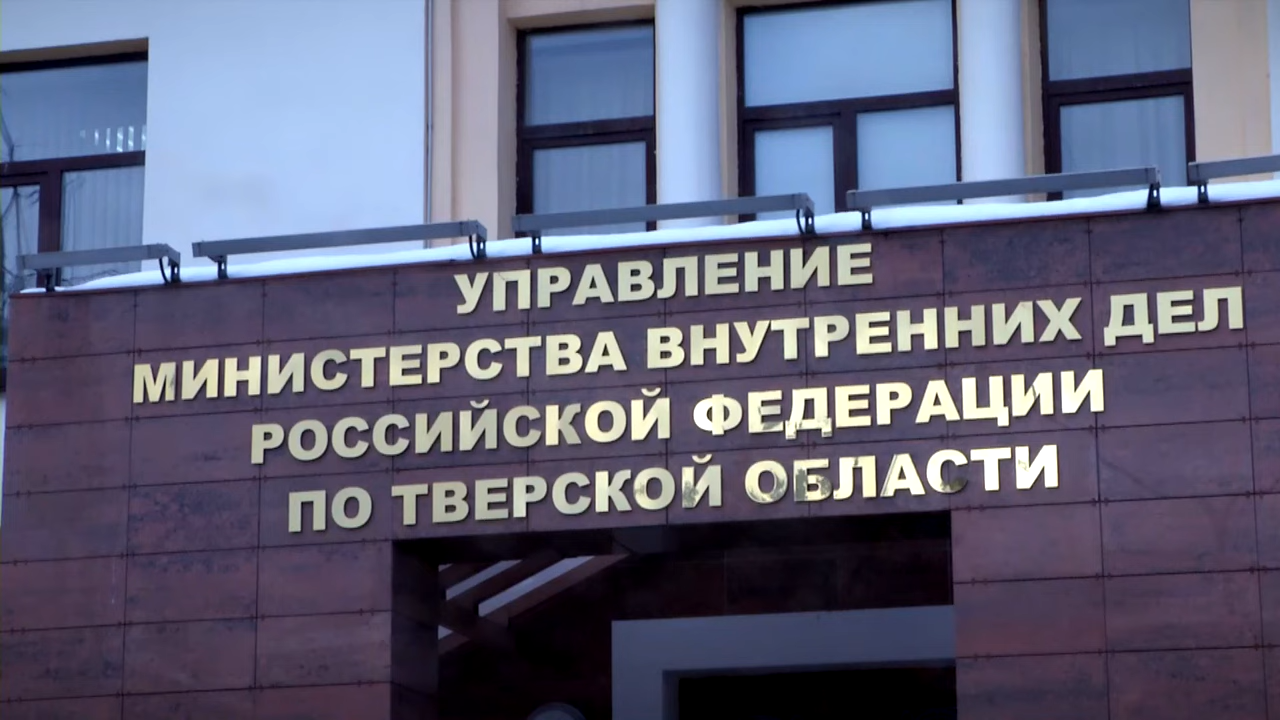 УПРАВЛЕНИЕ
МИНИСТЕРСТВА ВНУТРЕННИХ ДЕЛ
РОССИЙСКОЙ ФЕДЕРАЦИИ
ПО ТВЕРСКОЙ ОБЛАСТИ